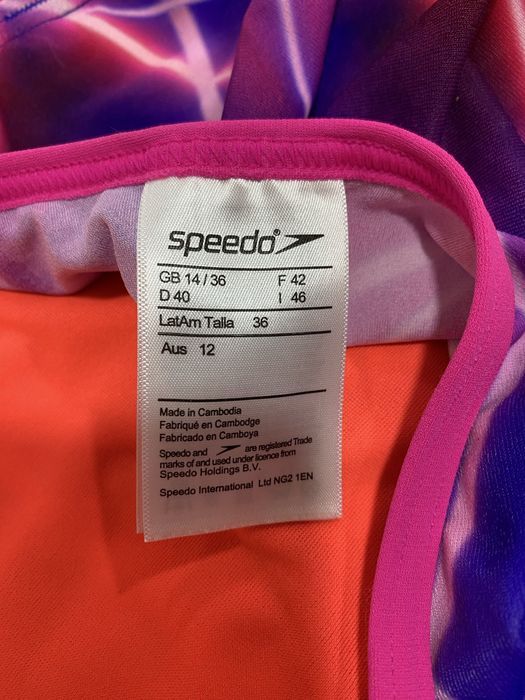 speedo®
GB 14 / 36 F 42
D 40 I 46
LatAm Talla 36
Aus 12
Made in Cambodia
Fabriqué en Cambodge
Fabricado en Camboya
Speedo and are registered Trade
marks of and used under licence from
Speedo Holdings B.V.
Speedo International Ltd NG2 1EN